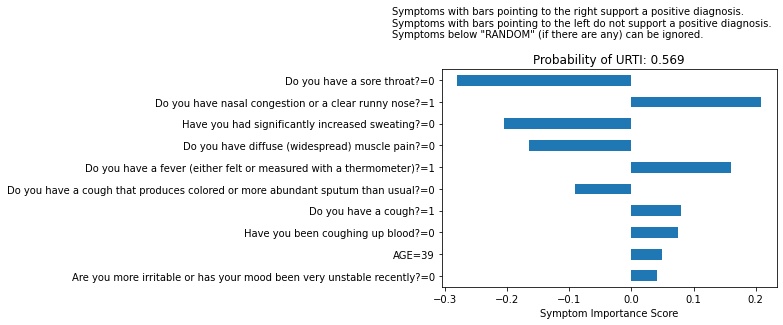 Symptoms with bars pointing to the right support a positive diagnosis.
Symptoms with bars pointing to the left do not support a positive diagnosis.
Symptoms below "RANDOM" (if there are any) can be ignored.
Probability of URTI: 0.569
Do you have a sore throat?=0
Do you have nasal congestion or a clear runny nose?=1
Have you had significantly increased sweating?=0
Do you have diffuse (widespread) muscle pain?=0
Do you have a fever (either felt or measured with a thermometer)?=1
Do you have a cough that produces colored or more abundant sputum than usual?=0
Do you have a cough?=1
Have you been coughing up blood?=0
AGE=39
Are you more irritable or has your mood been very unstable recently?=0
−0.3 −0.2 −0.1 0.0 0.1 0.2
Symptom Importance Score